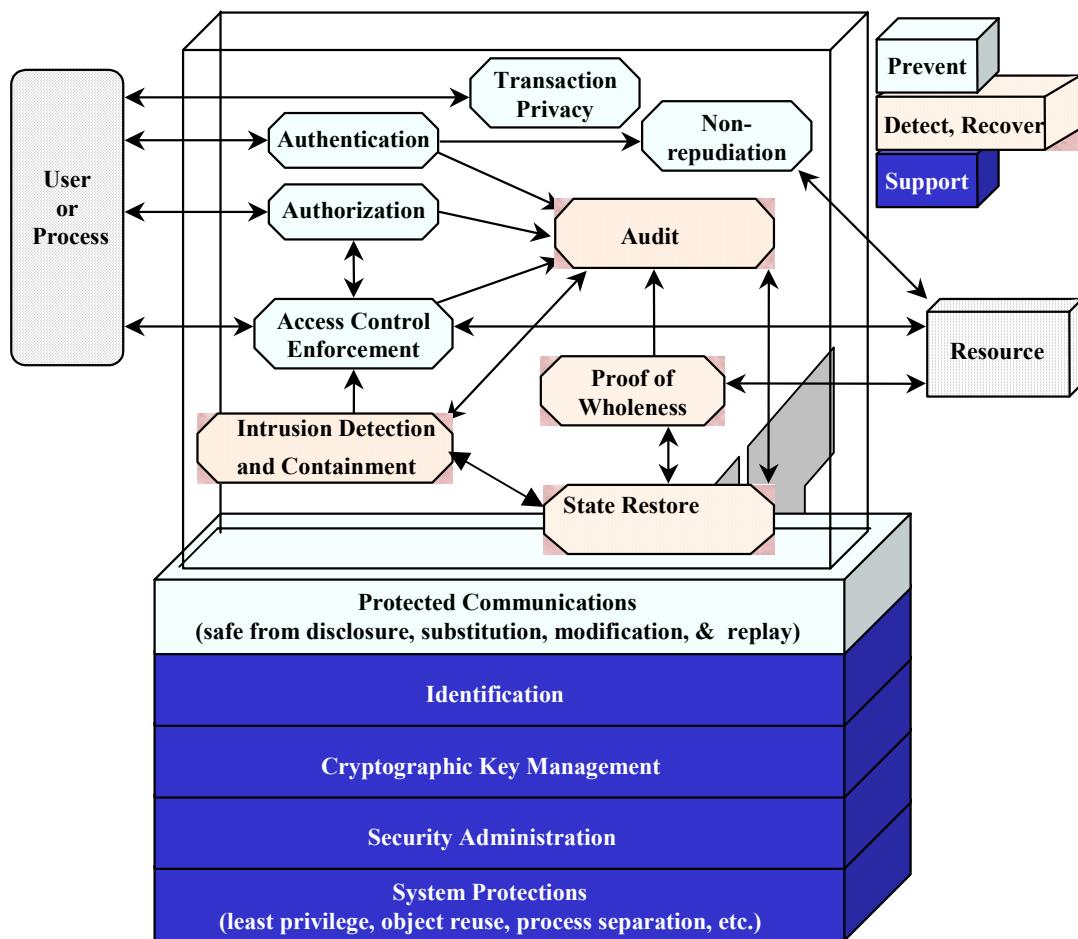 Prevent
Transaction
Privacy
Detect, Recover
Non-
repudiation
Authentication
User
or
Process
Support
Authorization
Audit
Access Control
Enforcement
Resource
Proof of
Wholeness
Intrusion Detection
and Containment
State Restore
Protected Communications
(safe from disclosure, substitution, modification, & replay)
Identification
Cryptographic Key Management
Security Administration
System Protections
(least privilege, object reuse, process separation, etc.)